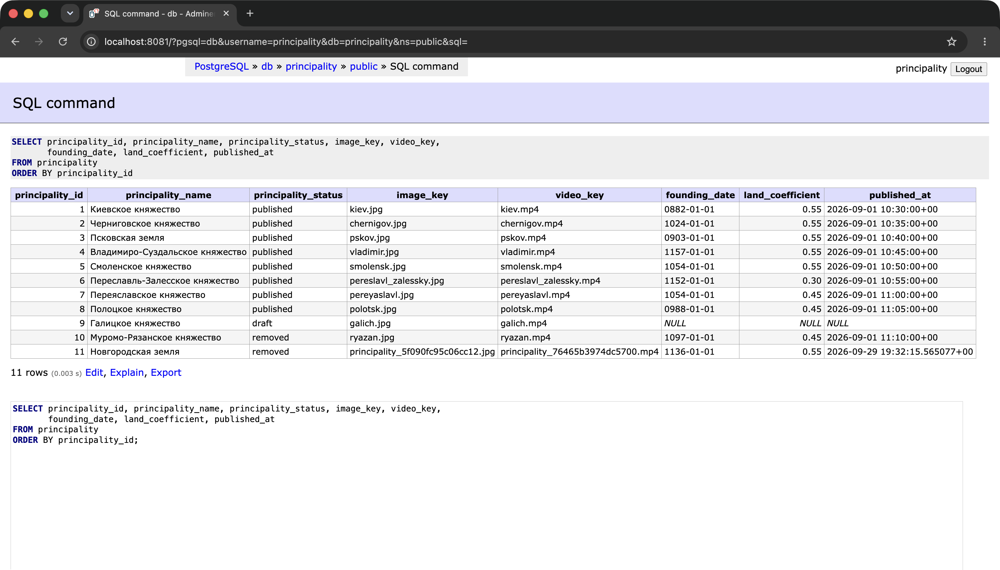 SQL command - db - Admine
localhost:8081/?pgsql=db&username=principality&db=principality&ns=public&sql=
PostgreSQL » db » principality » public » SQL command
principality Logout
SQL command
SELECT principality_id, principality_name, principality_status, image_key, video_key,
founding_date, land_coefficient, published_at
FROM principality
ORDER BY principality_id
principality_id principality_name principality_status image_key video_key founding_date land_coefficient published_at
1 Киевское княжество published kiev.jpg kiev.mp4 0882-01-01 0.55 2026-09-01 10:30:00+00
2 Черниговское княжество published chernigov.jpg chernigov.mp4 1024-01-01 0.55 2026-09-01 10:35:00+00
3 Псковская земля published pskov.jpg pskov.mp4 0903-01-01 0.55 2026-09-01 10:40:00+00
4 Владимиро-Суздальское княжество published vladimir.jpg vladimir.mp4 1157-01-01 0.55 2026-09-01 10:45:00+00
5 Смоленское княжество published smolensk.jpg smolensk.mp4 1054-01-01 0.55 2026-09-01 10:50:00+00
6 Переславль-Залесское княжество published pereslavl_zalessky.jpg pereslavl_zalessky.mp4 1152-01-01 0.30 2026-09-01 10:55:00+00
7 Переяславское княжество published pereyaslavl.jpg pereyaslavl.mp4 1054-01-01 0.45 2026-09-01 11:00:00+00
8 Полоцкое княжество published polotsk.jpg polotsk.mp4 0988-01-01 0.45 2026-09-01 11:05:00+00
9 Галицкое княжество draft galich.jpg galich.mp4 NULL NULL NULL
10 Муромо-Рязанское княжество removed ryazan.jpg ryazan.mp4 1097-01-01 0.45 2026-09-01 11:10:00+00
11 Новгородская земля removed principality_5f090fc95c06cc12.jpg principality_76465b3974dc5700.mp4 1136-01-01 0.55 2026-09-29 19:32:15.565077+00
11 rows (0.003 s) Edit, Explain, Export
SELECT principality_id, principality_name, principality_status, image_key, video_key,
founding_date, land_coefficient, published_at
FROM principality
ORDER BY principality_id;